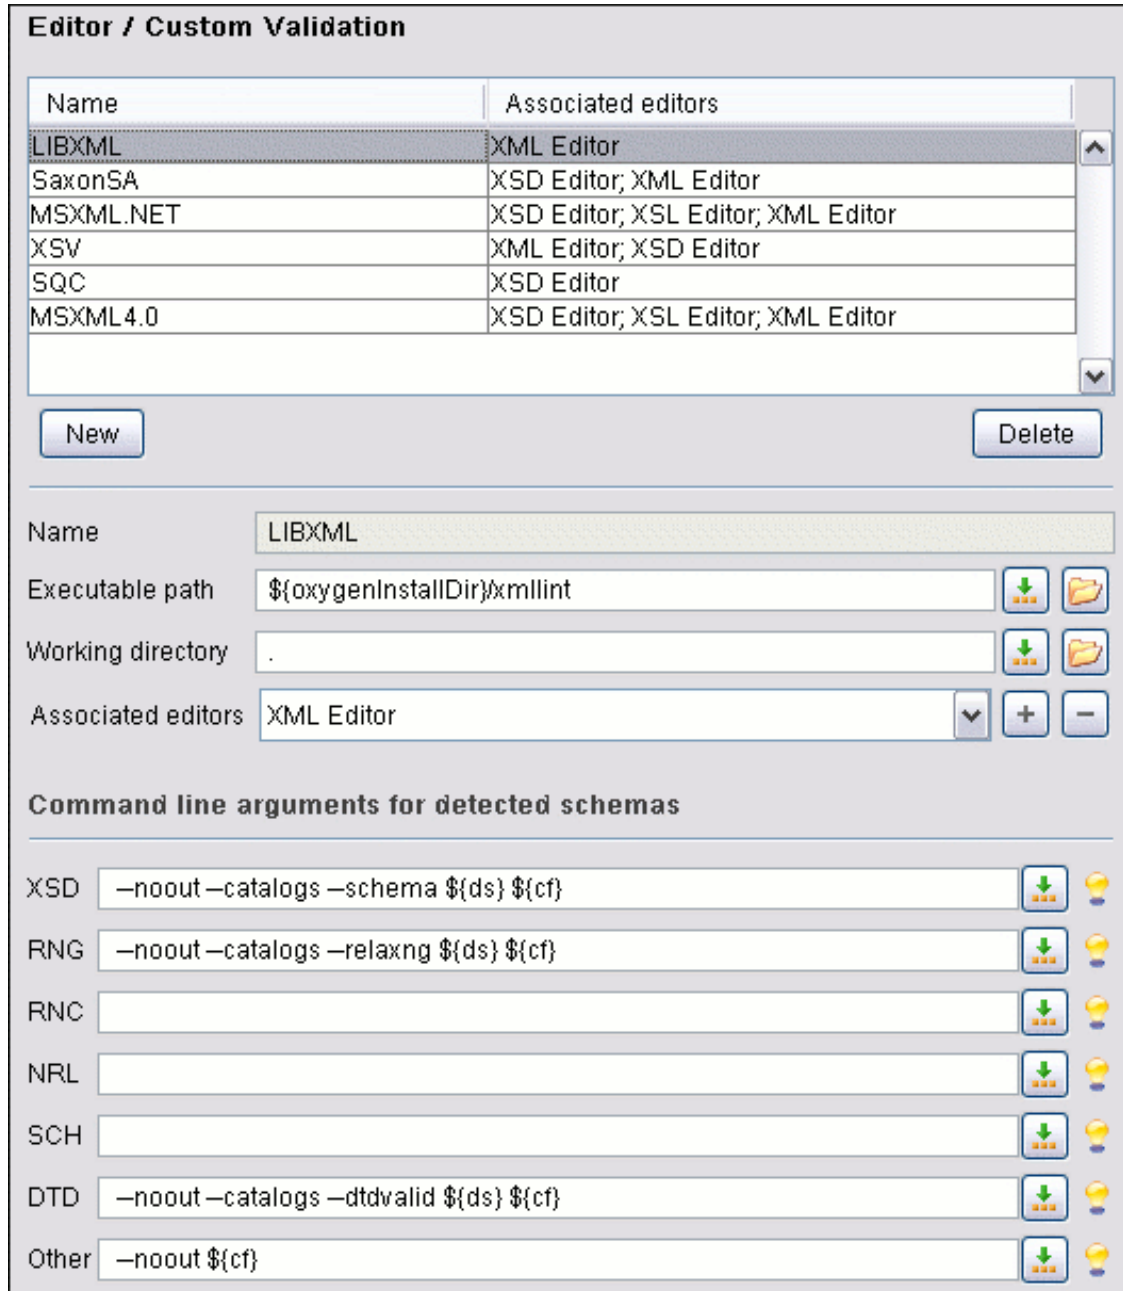 Editor / Custom Validation
Name Associated editors
LIBXML XML Editor
SaxonSA XSD Editor; XML Editor
MSXML.NET XSD Editor; XSL Editor; XML Editor
XSV XML Editor; XSD Editor
SQC XSD Editor
MSXML4.0 XSD Editor; XSL Editor; XML Editor
New Delete
Name LIBXML
Executable path ${oxygenInstallDir}/xmllint
Working directory .
Associated editors XML Editor + −
Command line arguments for detected schemas
XSD —noout —catalogs —schema ${ds} ${cf}
RNG —noout —catalogs —relaxng ${ds} ${cf}
RNC
NRL
SCH
DTD —noout —catalogs —dtdvalid ${ds} ${cf}
Other —noout ${cf}